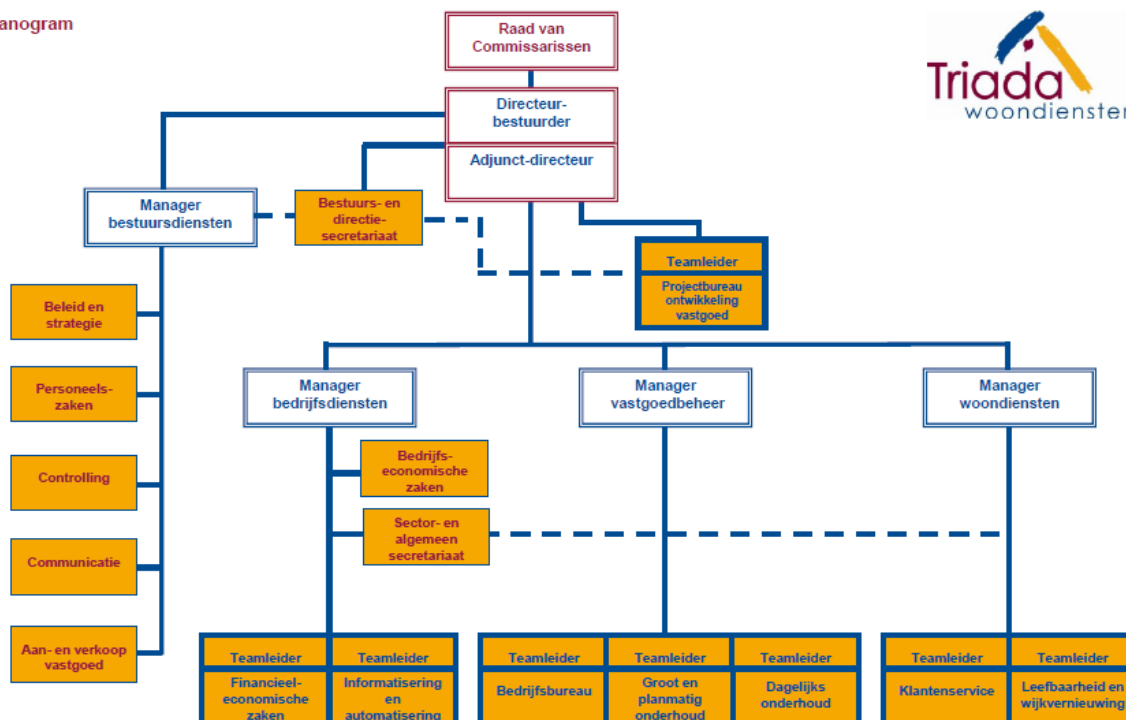 anogram
Raad van
Commissarissen
Triada
woondiensten
Directeur-
bestuurder
Adjunct-directeur
Manager
bestuursdiensten
Bestuurs- en
directie-
secretariaat
Teamleider
Projectbureau
ontwikkeling
vastgoed
Beleid en
strategie
Personeels-
zaken
Controlling
Communicatie
Aan- en verkoop
vastgoed
Manager
bedrijfsdiensten
Manager
vastgoedbeheer
Manager
woondiensten
Bedrijfs-
economische
zaken
Sector- en
algemeen
secretariaat
Teamleider
Financieel-
economische
zaken
Teamleider
Informatisering
en
automatisering
Teamleider
Bedrijfsbureau
Teamleider
Groot en
planmatig
onderhoud
Teamleider
Dagelijks
onderhoud
Teamleider
Klantenservice
Teamleider
Leefbaarheid en
wijkvernieuwing